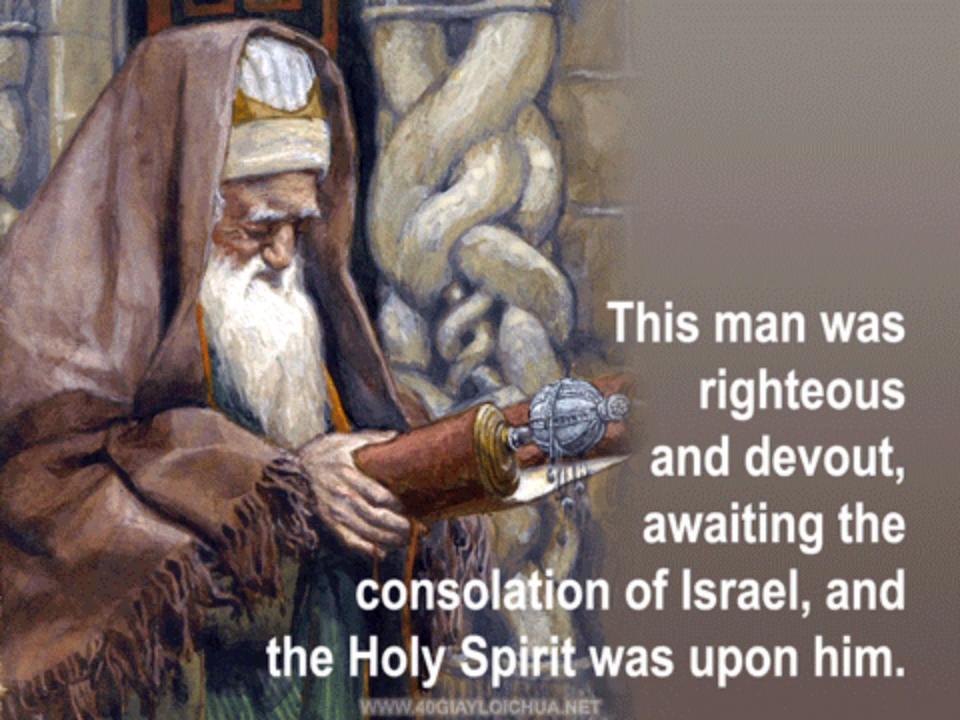 This man was
righteous
and devout,
awaiting the
consolation of Israel, and
the Holy Spirit was upon him.
WWW.40GIAYLOICHUA.NET